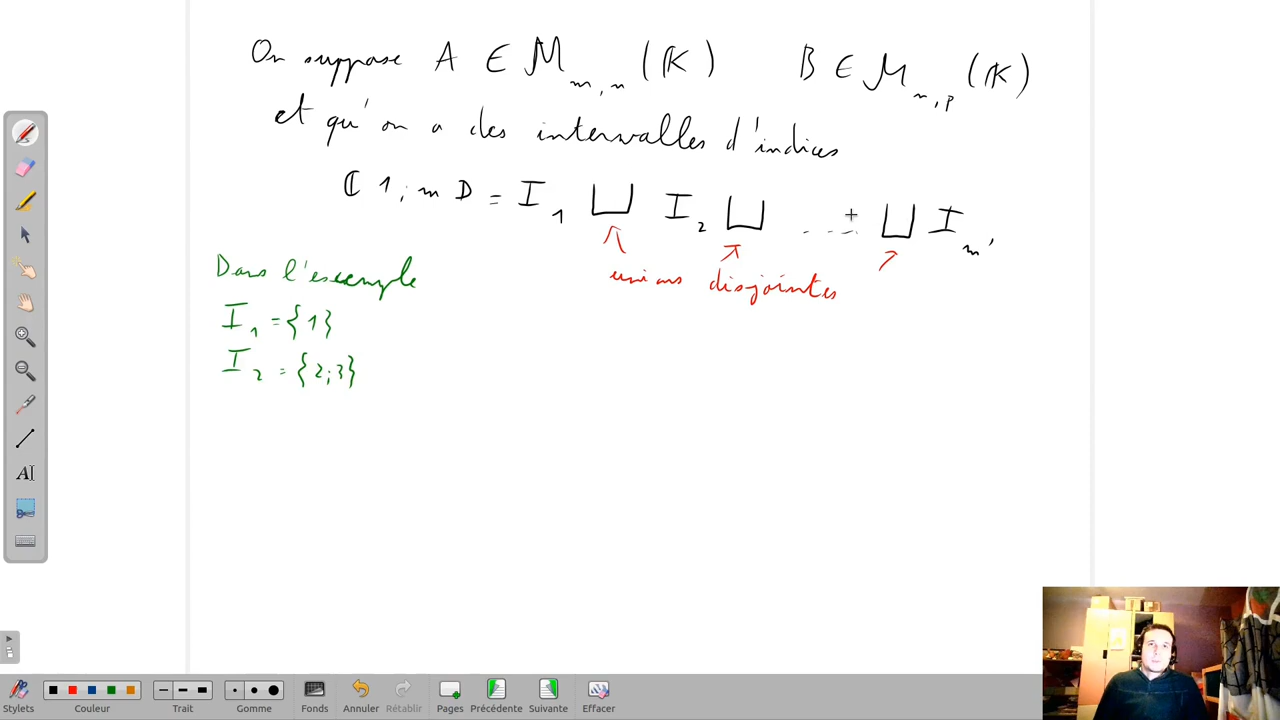 On suppose A ∈ M_{m,n}(K) B ∈ M_{n,p}(K)
et qu'on a des intervalles d'indices
⟦1;m⟧ = I_1 ⊔ I_2 ⊔ ..... ⊔ I_{m'}
unions disjointes
Dans l'exemple
I_1 = {1}
I_2 = {2;3}
AI
Couleur
Trait
Gomme
Stylets
Fonds
Annuler
Rétablir
Pages
Précédente
Suivante
Effacer